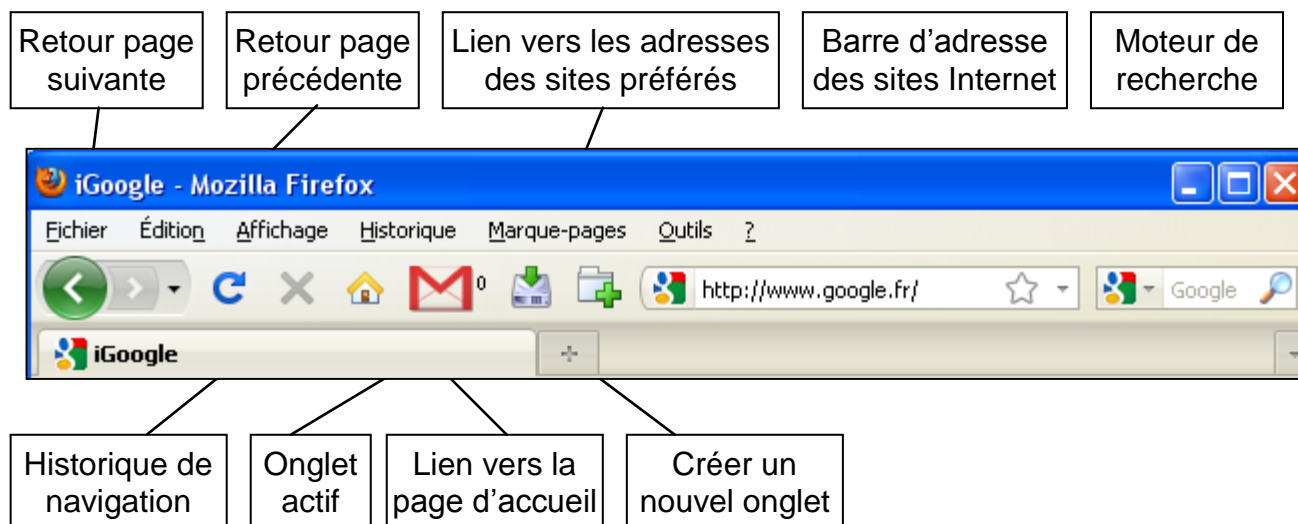 Retour page
suivante
Retour page
précédente
Lien vers les adresses
des sites préférés
Barre d'adresse
des sites Internet
Moteur de
recherche
iGoogle - Mozilla Firefox
Fichier Édition Affichage Historique Marque-pages Outils ?
0 http://www.google.fr/ Google
iGoogle
Historique de
navigation
Onglet
actif
Lien vers la
page d'accueil
Créer un
nouvel onglet